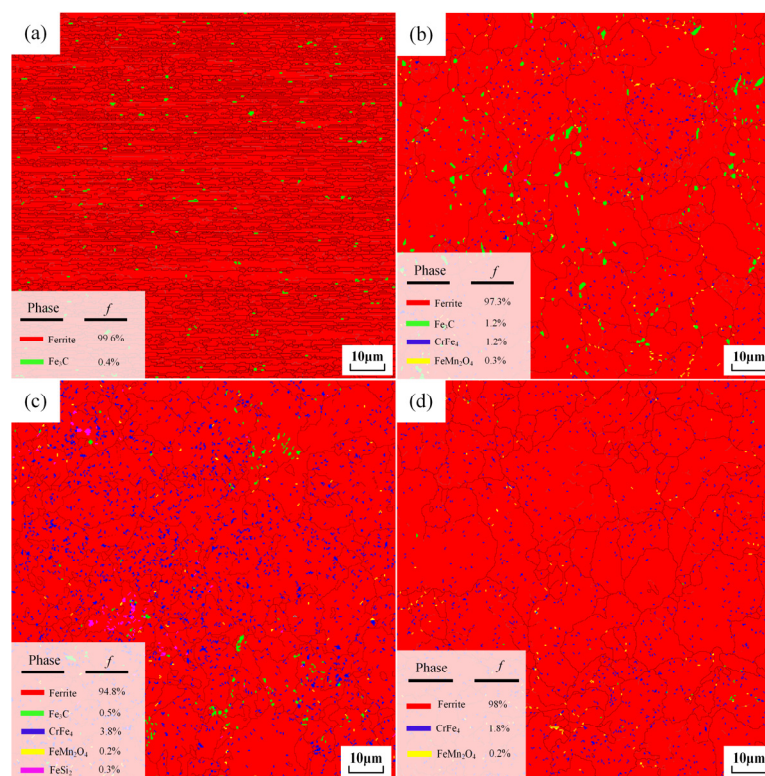 (a)
Phase f
Ferrite 99.6%
Fe₃C 0.4%
10μm
(b)
Phase f
Ferrite 97.3%
Fe₃C 1.2%
CrFe₄ 1.2%
FeMn₂O₄ 0.3%
10μm
(c)
Phase f
Ferrite 94.8%
Fe₃C 0.5%
CrFe₄ 3.8%
FeMn₂O₄ 0.2%
FeSi₂ 0.3%
10μm
(d)
Phase f
Ferrite 98%
CrFe₄ 1.8%
FeMn₂O₄ 0.2%
10μm